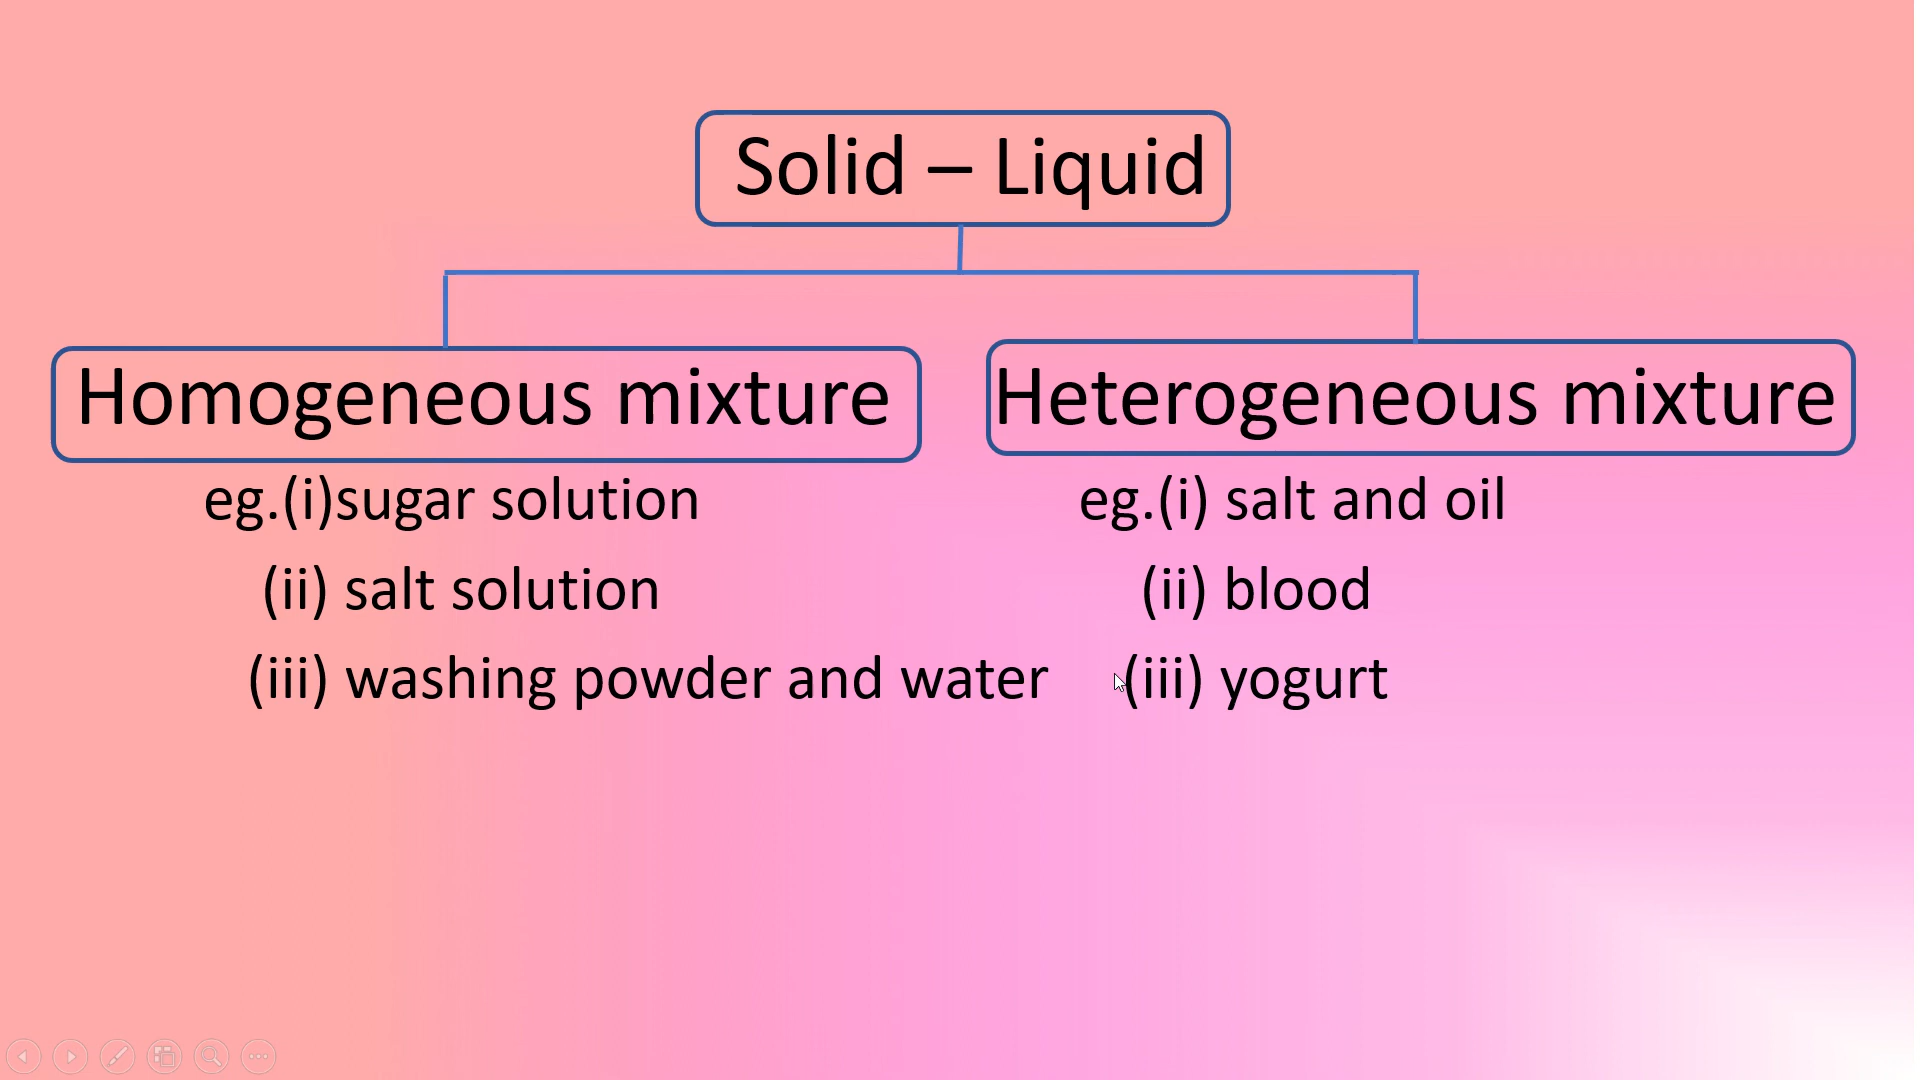 Solid – Liquid
Homogeneous mixture
eg.(i)sugar solution
(ii) salt solution
(iii) washing powder and water
Heterogeneous mixture
eg.(i) salt and oil
(ii) blood
(iii) yogurt